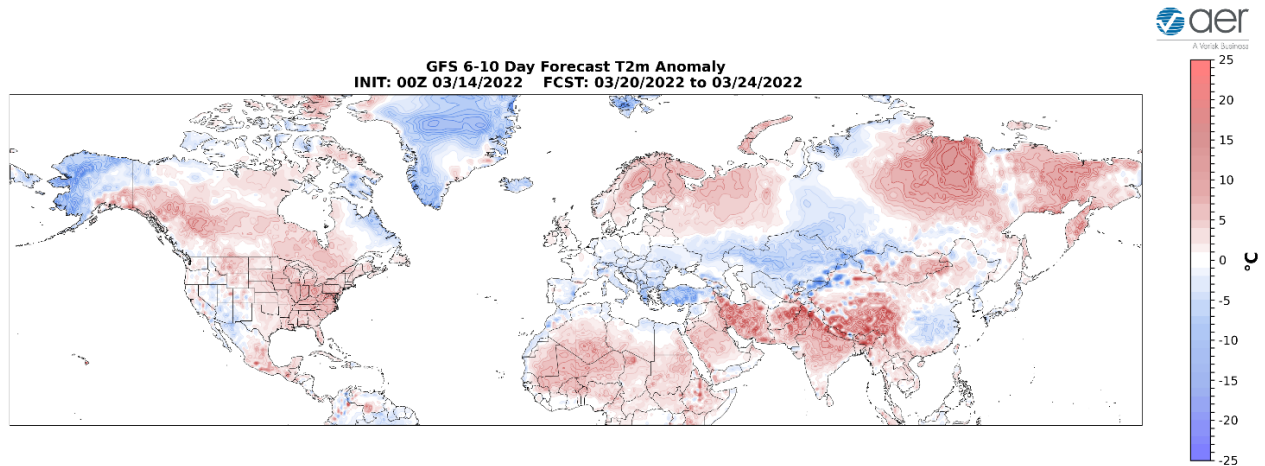 aer
A Verisk Business
GFS 6-10 Day Forecast T2m Anomaly
INIT: 00Z 03/14/2022 FCST: 03/20/2022 to 03/24/2022
25
20
15
10
5
0
-5
-10
-15
-20
-25
°C